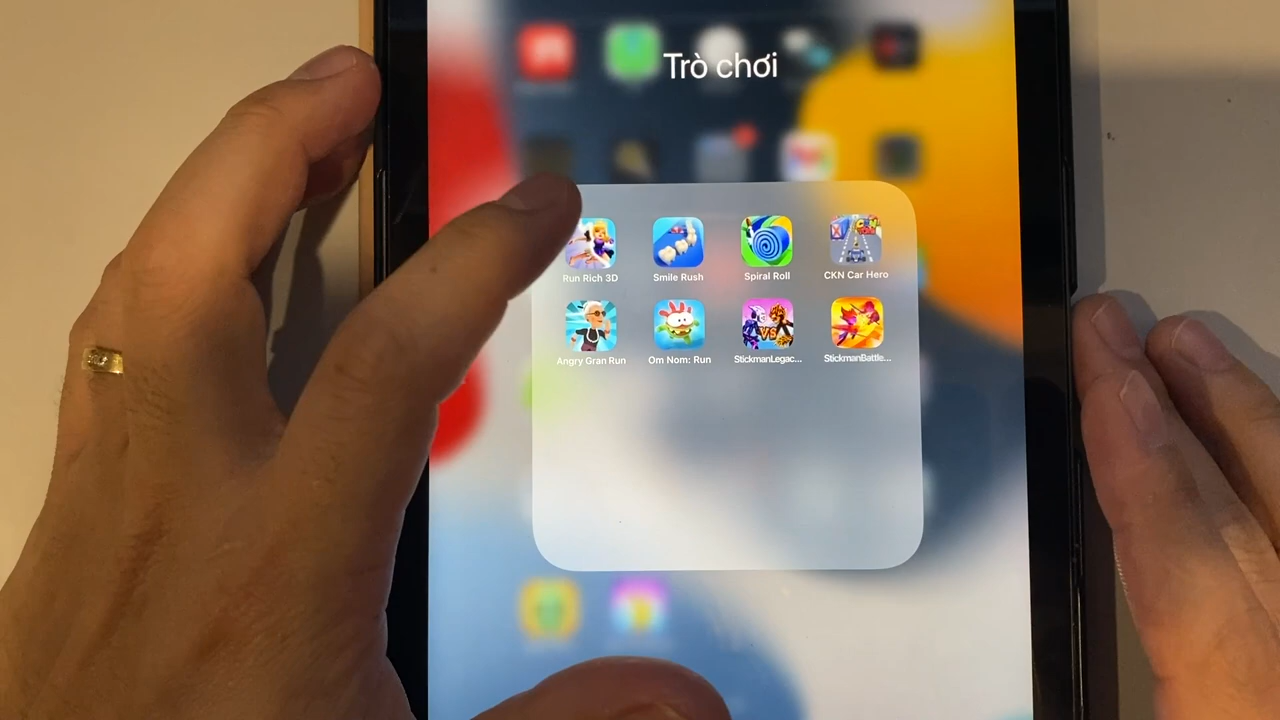 Trò chơi
Run Rich 3D
Smile Rush
Spiral Roll
CKN Car Hero
Angry Gran Run
Om Nom: Run
StickmanLegac...
StickmanBattle...
VS